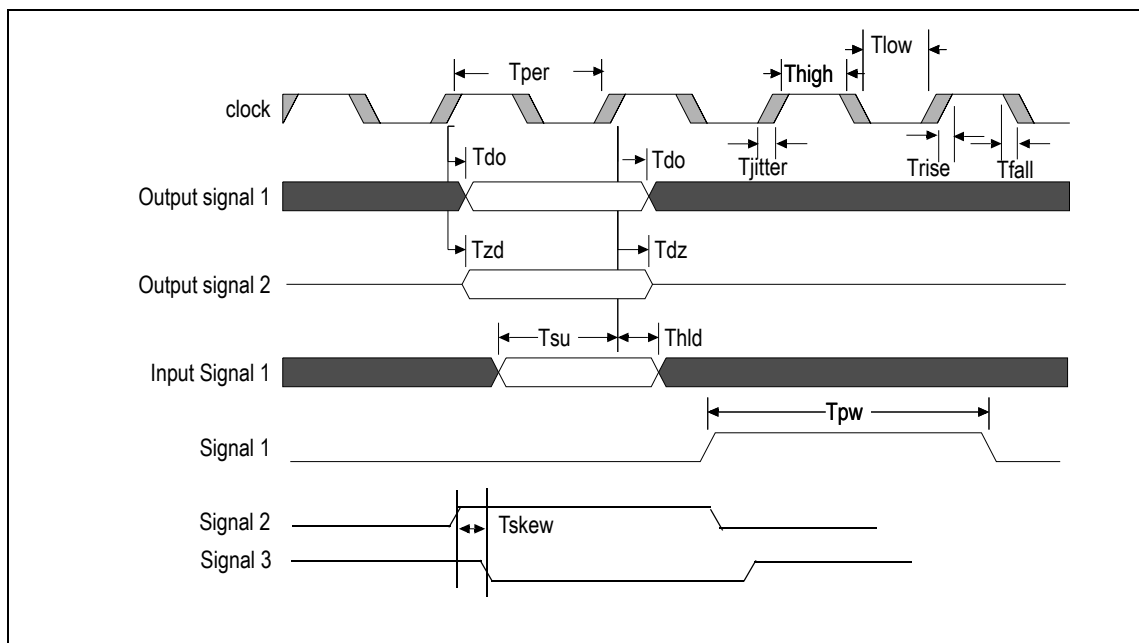 Tlow
Tper
Thigh
clock
Tdo
Tdo
Tjitter
Trise
Tfall
Output signal 1
Tzd
Tdz
Output signal 2
Tsu
Thld
Input Signal 1
Tpw
Signal 1
Signal 2
Tskew
Signal 3